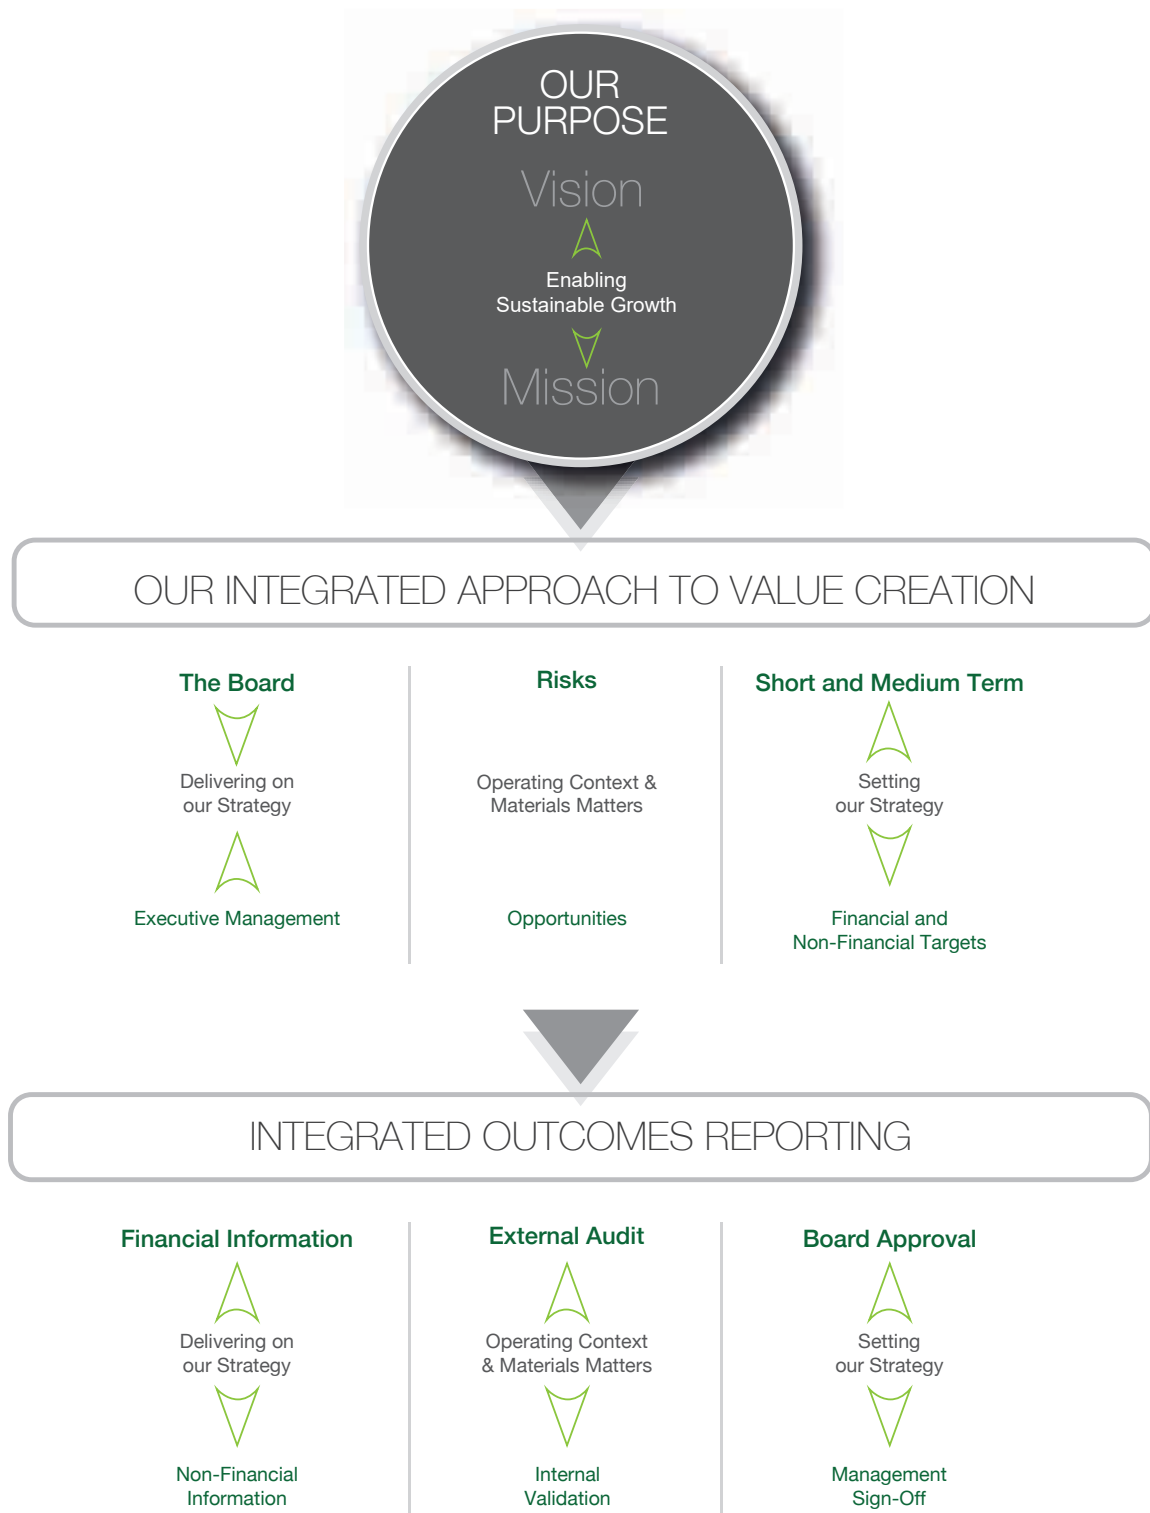 OUR
PURPOSE
Vision
Enabling
Sustainable Growth
Mission
OUR INTEGRATED APPROACH TO VALUE CREATION
The Board
Delivering on
our Strategy
Executive Management
Risks
Operating Context &
Materials Matters
Opportunities
Short and Medium Term
Setting
our Strategy
Financial and
Non-Financial Targets
INTEGRATED OUTCOMES REPORTING
Financial Information
Delivering on
our Strategy
Non-Financial
Information
External Audit
Operating Context
& Materials Matters
Internal
Validation
Board Approval
Setting
our Strategy
Management
Sign-Off